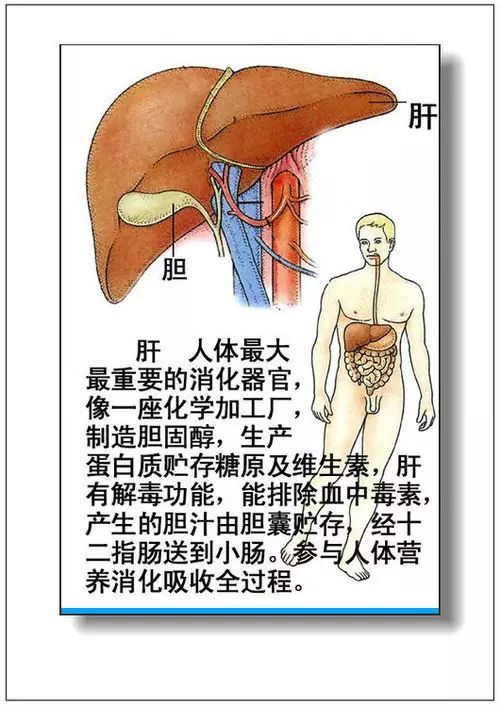 肝
胆
肝　人体最大
最重要的消化器官，
像一座化学加工厂，
制造胆固醇，生产
蛋白质贮存糖原及维生素，肝
有解毒功能，能排除血中毒素，
产生的胆汁由胆囊贮存，经十
二指肠送到小肠。参与人体营
养消化吸收全过程。